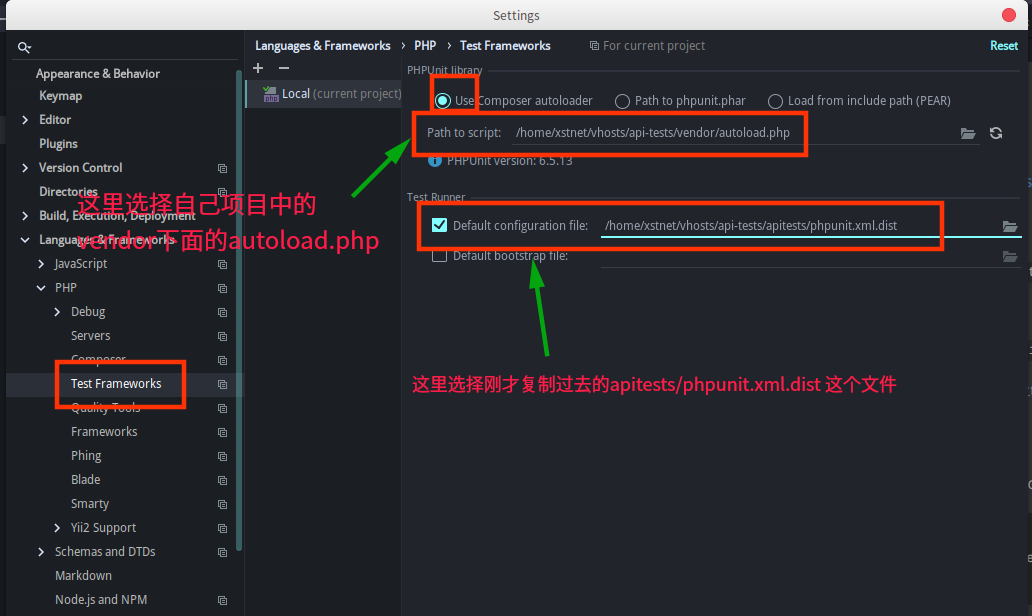 Settings
Languages & Frameworks › PHP › Test Frameworks
For current project
Reset
Appearance & Behavior
Keymap
Editor
Plugins
Version Control
Directories
Build, Execution, Deployment
Languages & Frameworks
JavaScript
PHP
Debug
Servers
Composer
Test Frameworks
Quality Tools
Frameworks
Phing
Blade
Smarty
Yii2 Support
Schemas and DTDs
Markdown
Node.js and NPM
这里选择自己项目中的
vendor下面的autoload.php
Local (current project)
PHPUnit library
Use Composer autoloader
Path to phpunit.phar
Load from include path (PEAR)
Path to script: /home/xstnet/vhosts/api-tests/vendor/autoload.php
PHPUnit version: 6.5.13
Test Runner
Default configuration file: /home/xstnet/vhosts/api-tests/apitests/phpunit.xml.dist
Default bootstrap file:
这里选择刚才复制过去的apitests/phpunit.xml.dist 这个文件